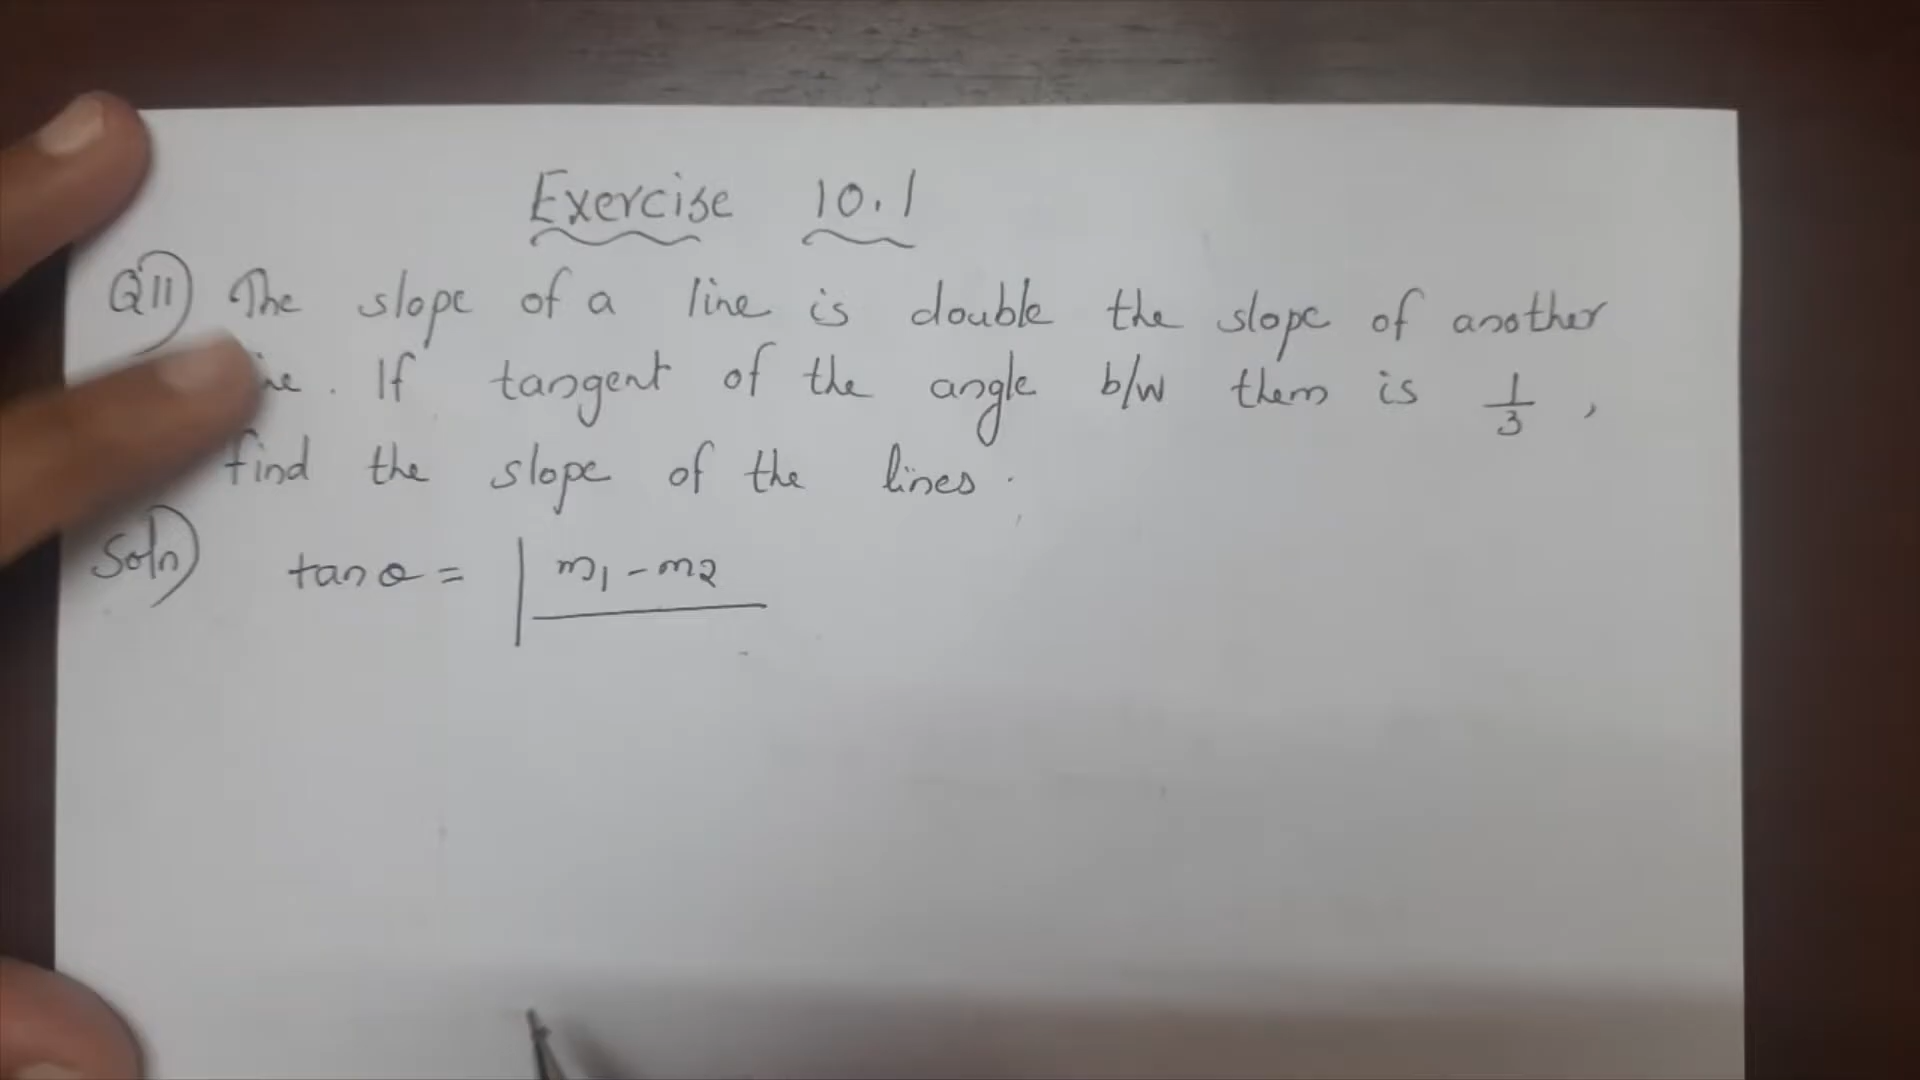 Exercise 10.1
Q11) The slope of a line is double the slope of another
. If tangent of the angle b/w them is 1/3 ,
find the slope of the lines.
Soln) tan θ = | m1 - m2